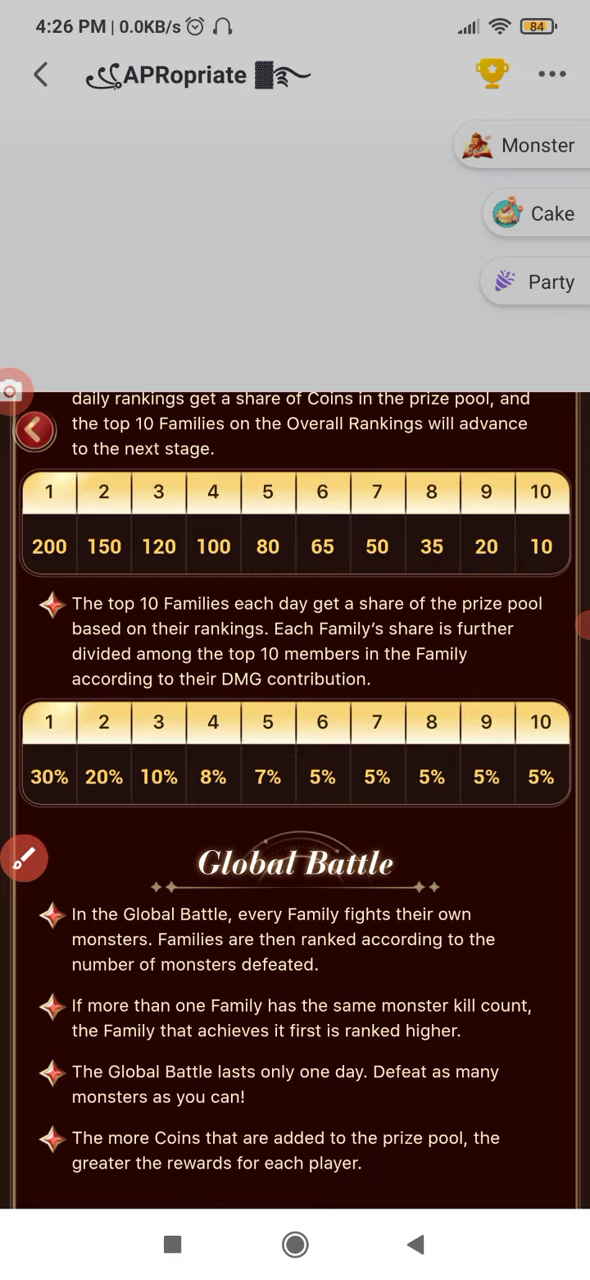 4:26 PM | 0.0KB/s 84
APRopriate
Monster
Cake
Party
daily rankings get a share of Coins in the prize pool, and
the top 10 Families on the Overall Rankings will advance
to the next stage.
1 2 3 4 5 6 7 8 9 10
200 150 120 100 80 65 50 35 20 10
The top 10 Families each day get a share of the prize pool
based on their rankings. Each Family's share is further
divided among the top 10 members in the Family
according to their DMG contribution.
1 2 3 4 5 6 7 8 9 10
30% 20% 10% 8% 7% 5% 5% 5% 5% 5%
Global Battle
In the Global Battle, every Family fights their own
monsters. Families are then ranked according to the
number of monsters defeated.
If more than one Family has the same monster kill count,
the Family that achieves it first is ranked higher.
The Global Battle lasts only one day. Defeat as many
monsters as you can!
The more Coins that are added to the prize pool, the
greater the rewards for each player.